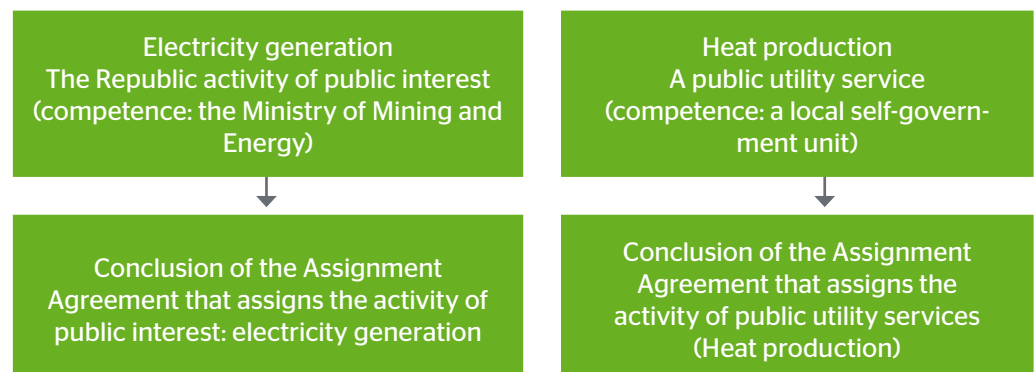 Electricity generation
The Republic activity of public interest
(competence: the Ministry of Mining and
Energy)
Heat production
A public utility service
(competence: a local self-govern-
ment unit)
Conclusion of the Assignment
Agreement that assigns the activity of
public interest: electricity generation
Conclusion of the Assignment
Agreement that assigns the
activity of public utility services
(Heat production)